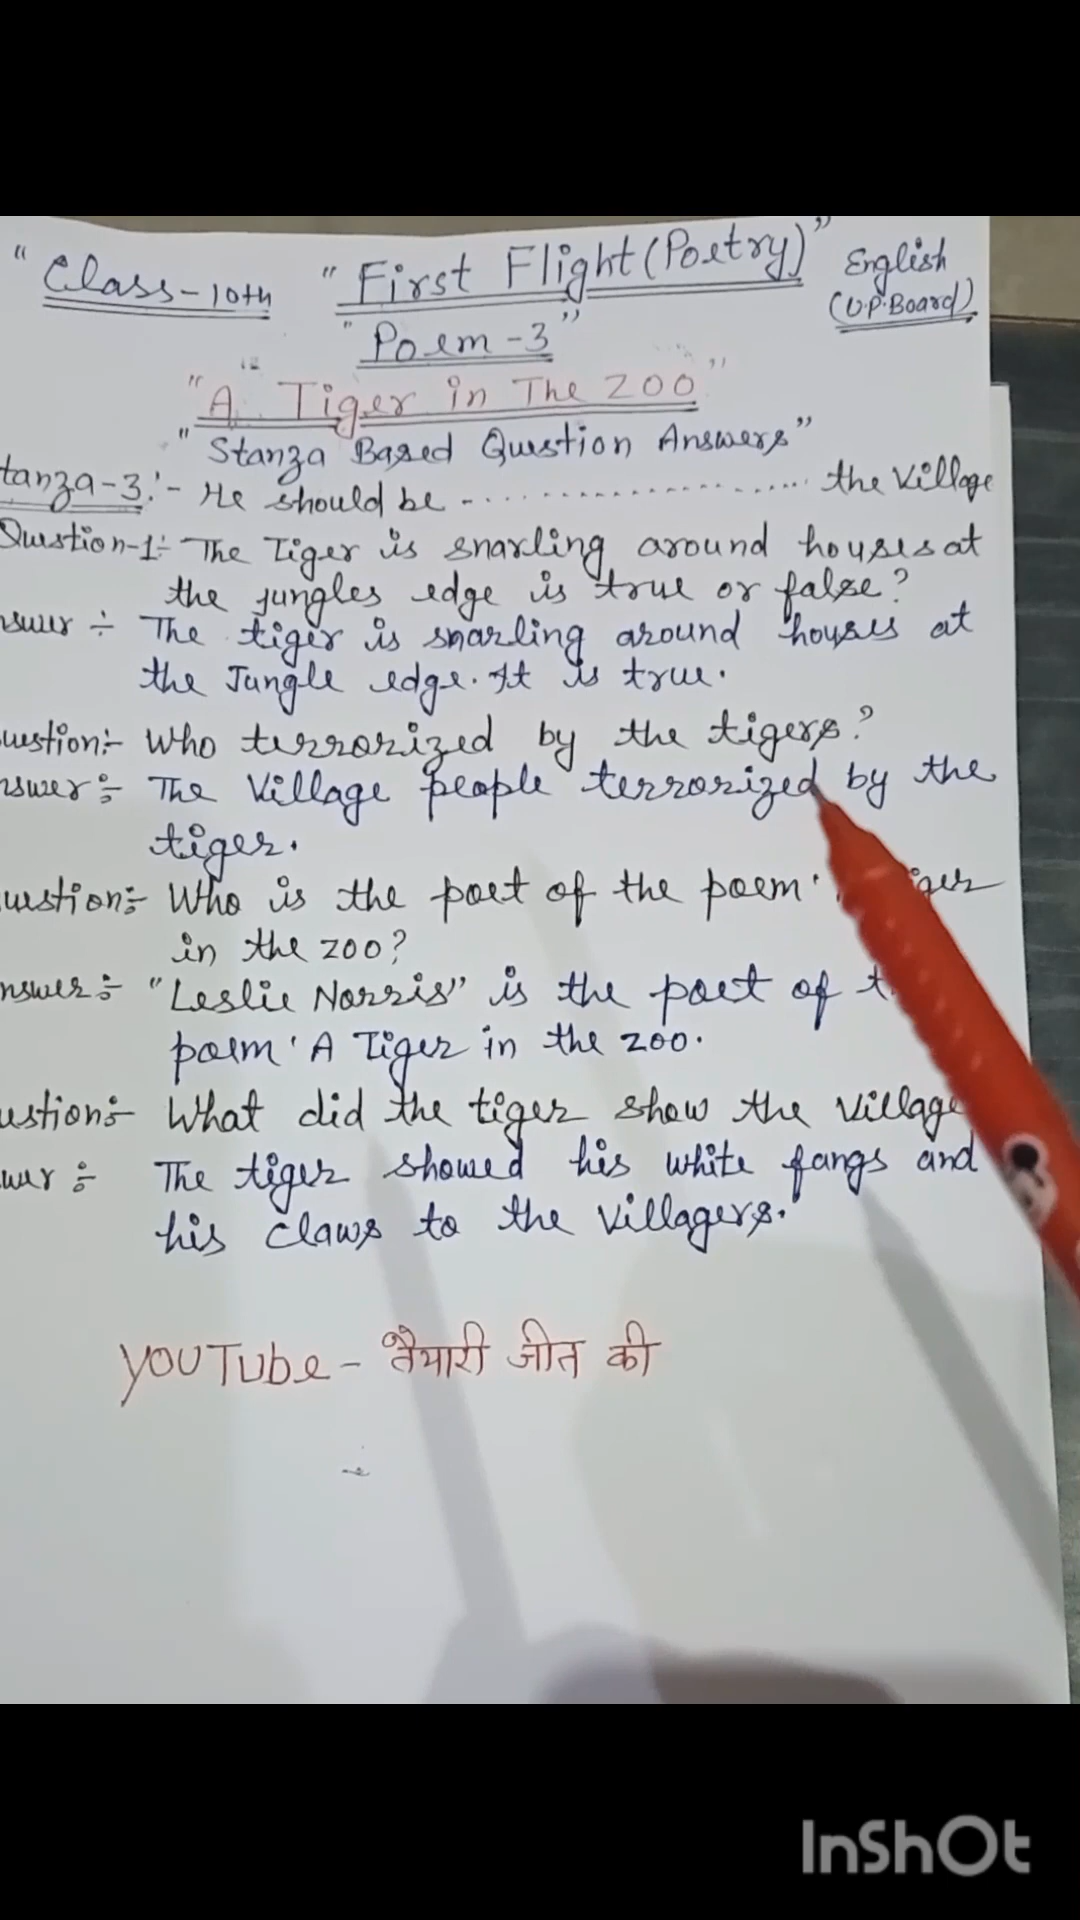 "Class-10th "First Flight (Poetry)" English
(U.P. Board)
"Poem-3"
"A Tiger in The Zoo"
"Stanza Based Question Answers"
tanza-3:- He should be - ................... the Village
Question-1:- The Tiger is snarling around houses at
the jungles edge is true or false?
nswer ÷ The tiger is snarling around houses at
the Jungle edge. It is true.
uestion:- Who terrorized by the tigers?
nswer ÷ The Village people terrorized by the
tiger.
uestion:- Who is the poet of the poem iger
in the zoo?
nswer:- "Leslie Norris" is the poet of t
poem 'A Tiger in the zoo.
ustion:- What did the tiger show the village
wer ÷ The tiger showed his white fangs and
his claws to the villagers.
YOUTube - तैयारी जीत की
InShOt